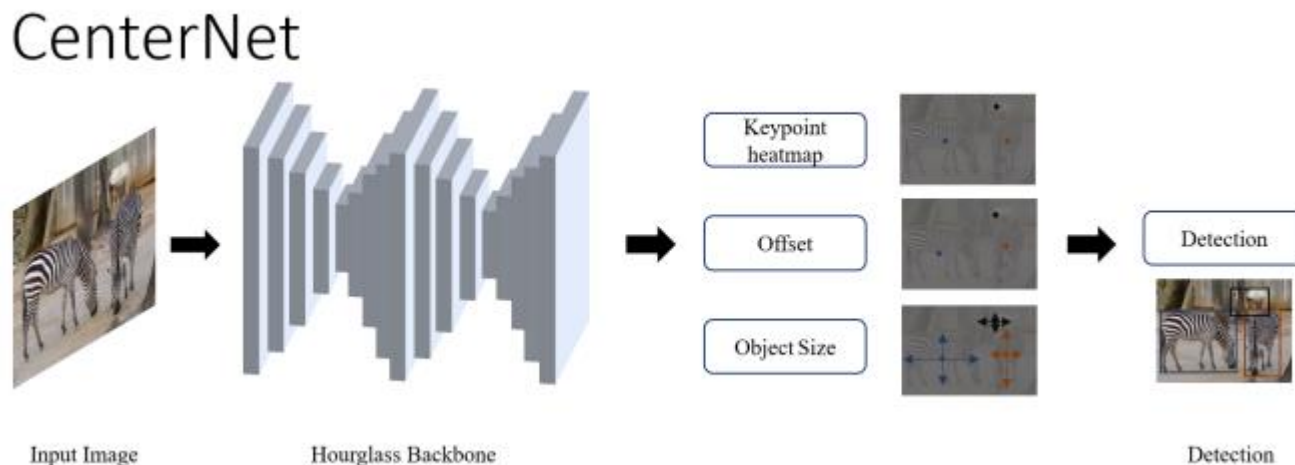 CenterNet
Keypoint
heatmap
Offset
Object Size
Detection
Input Image
Hourglass Backbone
Detection